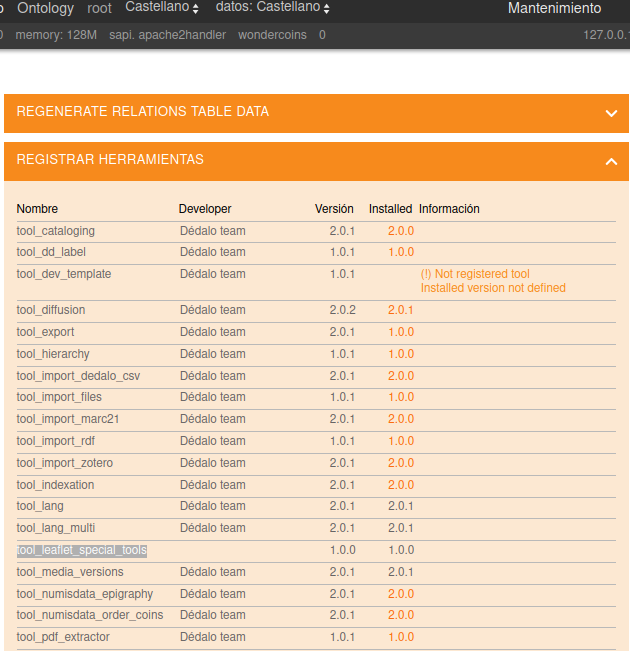 Ontology root Castellano datos: Castellano Mantenimiento
memory: 128M sapi. apache2handler wondercoins 0 127.0.0.
REGENERATE RELATIONS TABLE DATA
REGISTRAR HERRAMIENTAS
Nombre Developer Versión Installed Información
tool_cataloging Dédalo team 2.0.1 2.0.0
tool_dd_label Dédalo team 1.0.1 1.0.0
tool_dev_template Dédalo team 1.0.1 (!) Not registered tool
Installed version not defined
tool_diffusion Dédalo team 2.0.2 2.0.1
tool_export Dédalo team 2.0.1 1.0.0
tool_hierarchy Dédalo team 1.0.1 1.0.0
tool_import_dedalo_csv Dédalo team 2.0.1 2.0.0
tool_import_files Dédalo team 1.0.1 1.0.0
tool_import_marc21 Dédalo team 2.0.1 2.0.0
tool_import_rdf Dédalo team 1.0.1 1.0.0
tool_import_zotero Dédalo team 2.0.1 2.0.0
tool_indexation Dédalo team 2.0.1 2.0.0
tool_lang Dédalo team 2.0.1 2.0.1
tool_lang_multi Dédalo team 2.0.1 2.0.1
tool_leaflet_special_tools 1.0.0 1.0.0
tool_media_versions Dédalo team 2.0.1 2.0.1
tool_numisdata_epigraphy Dédalo team 2.0.1 2.0.0
tool_numisdata_order_coins Dédalo team 2.0.1 2.0.0
tool_pdf_extractor Dédalo team 1.0.1 1.0.0